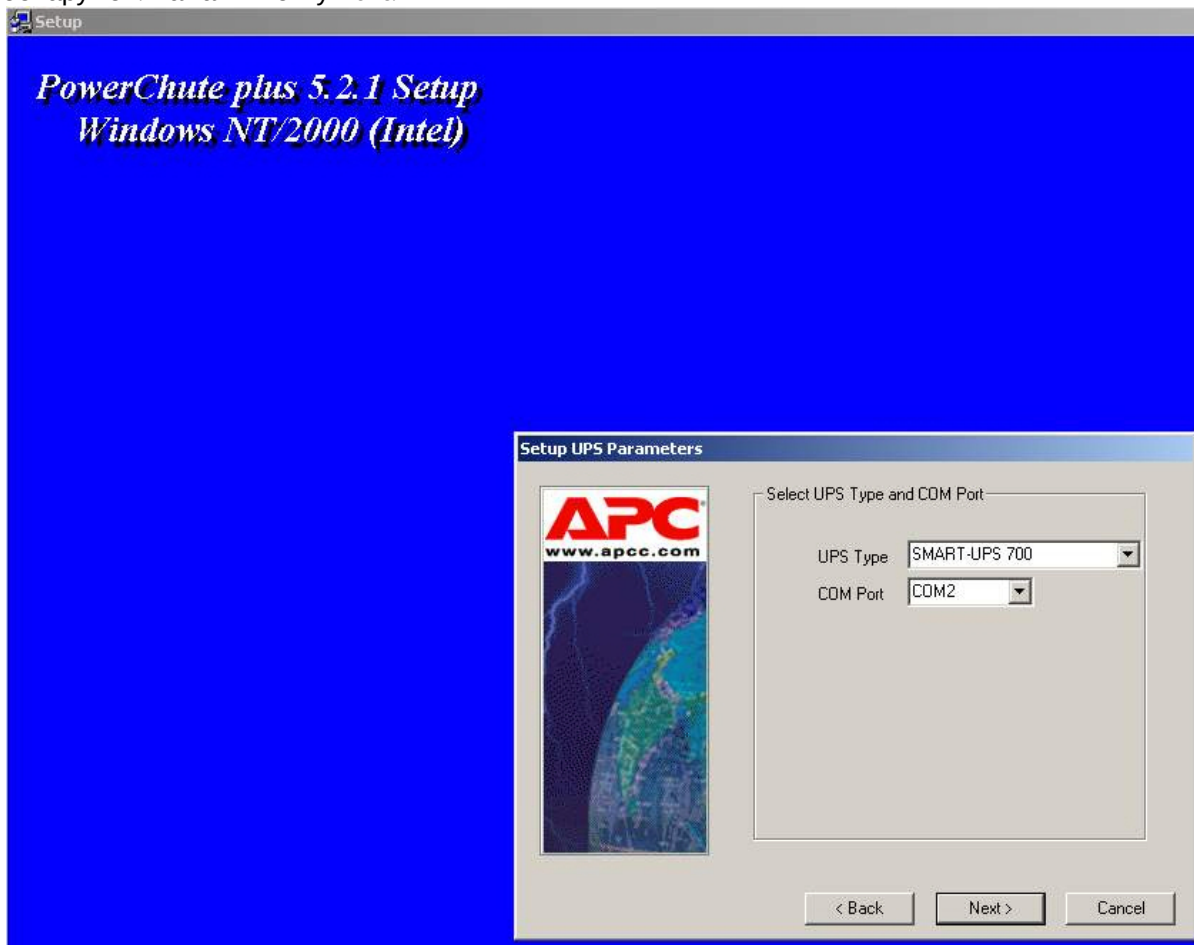 Setup
PowerChute plus 5.2.1 Setup
Windows NT/2000 (Intel)
Setup UPS Parameters
APC
www.apcc.com
Select UPS Type and COM Port
UPS Type SMART-UPS 700
COM Port COM2
< Back Next > Cancel